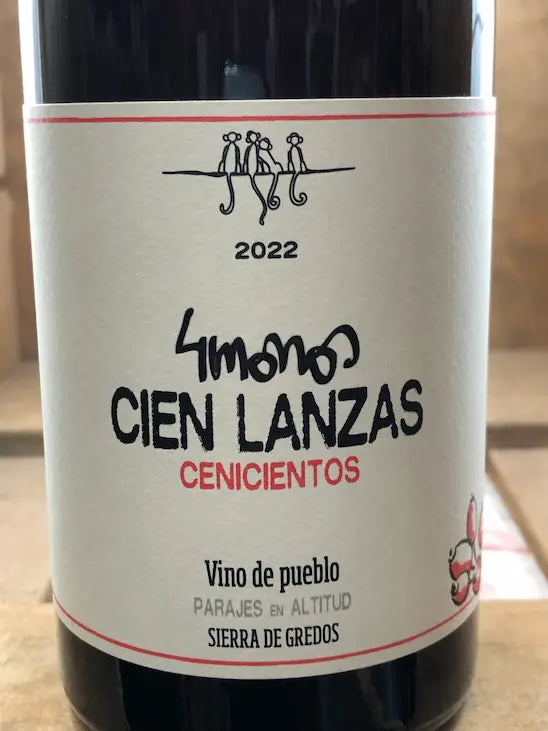 2022
4monos
CIEN LANZAS
CENICIENTOS
Vino de pueblo
PARAJES EN ALTITUD
SIERRA DE GREDOS